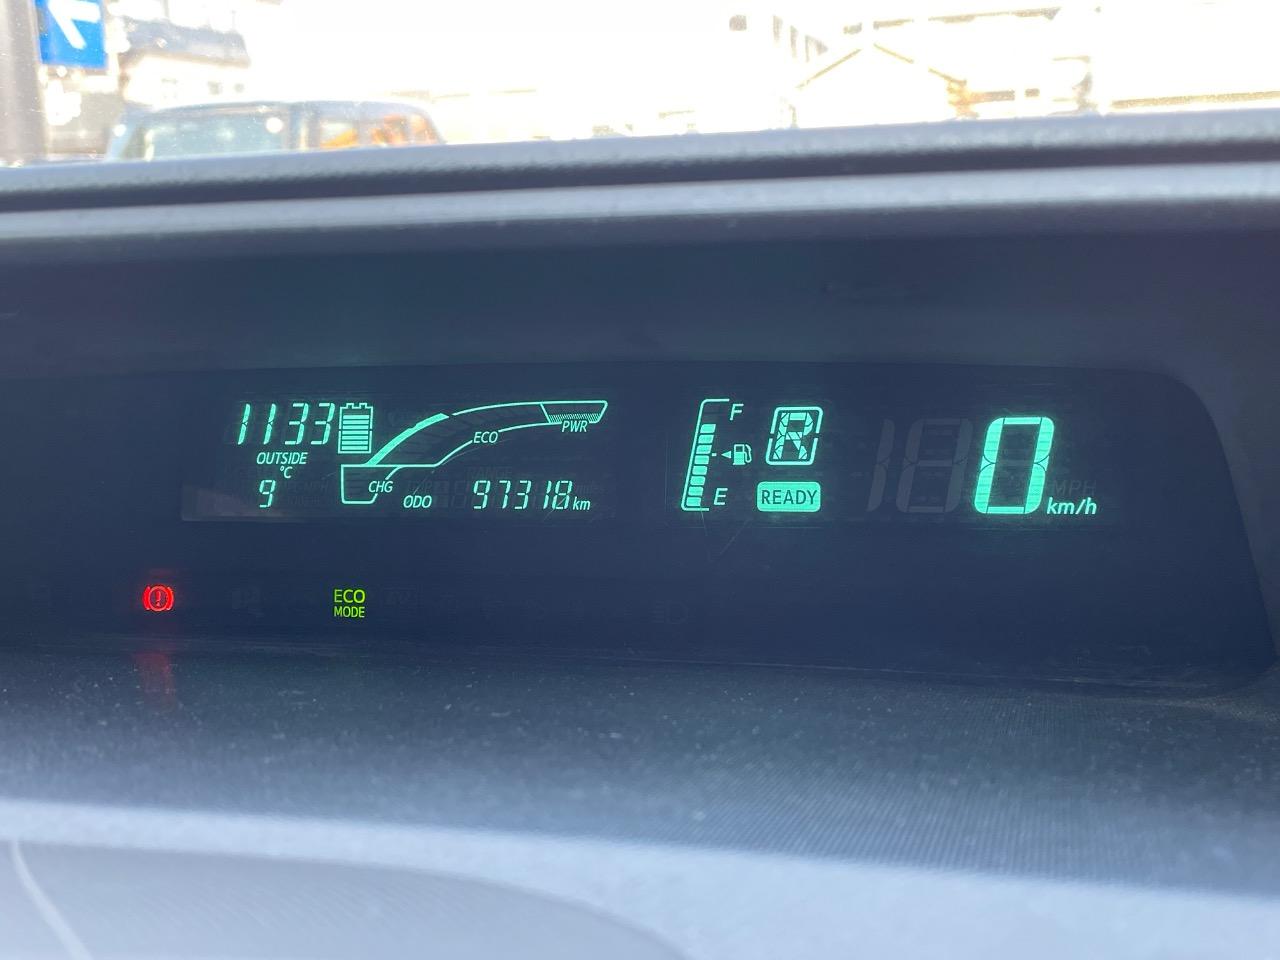 1133
OUTSIDE
°C
9
ECO
PWR
CHG
ODO 97318 km
F
E
R
READY
0 km/h
MPH
ECO
MODE